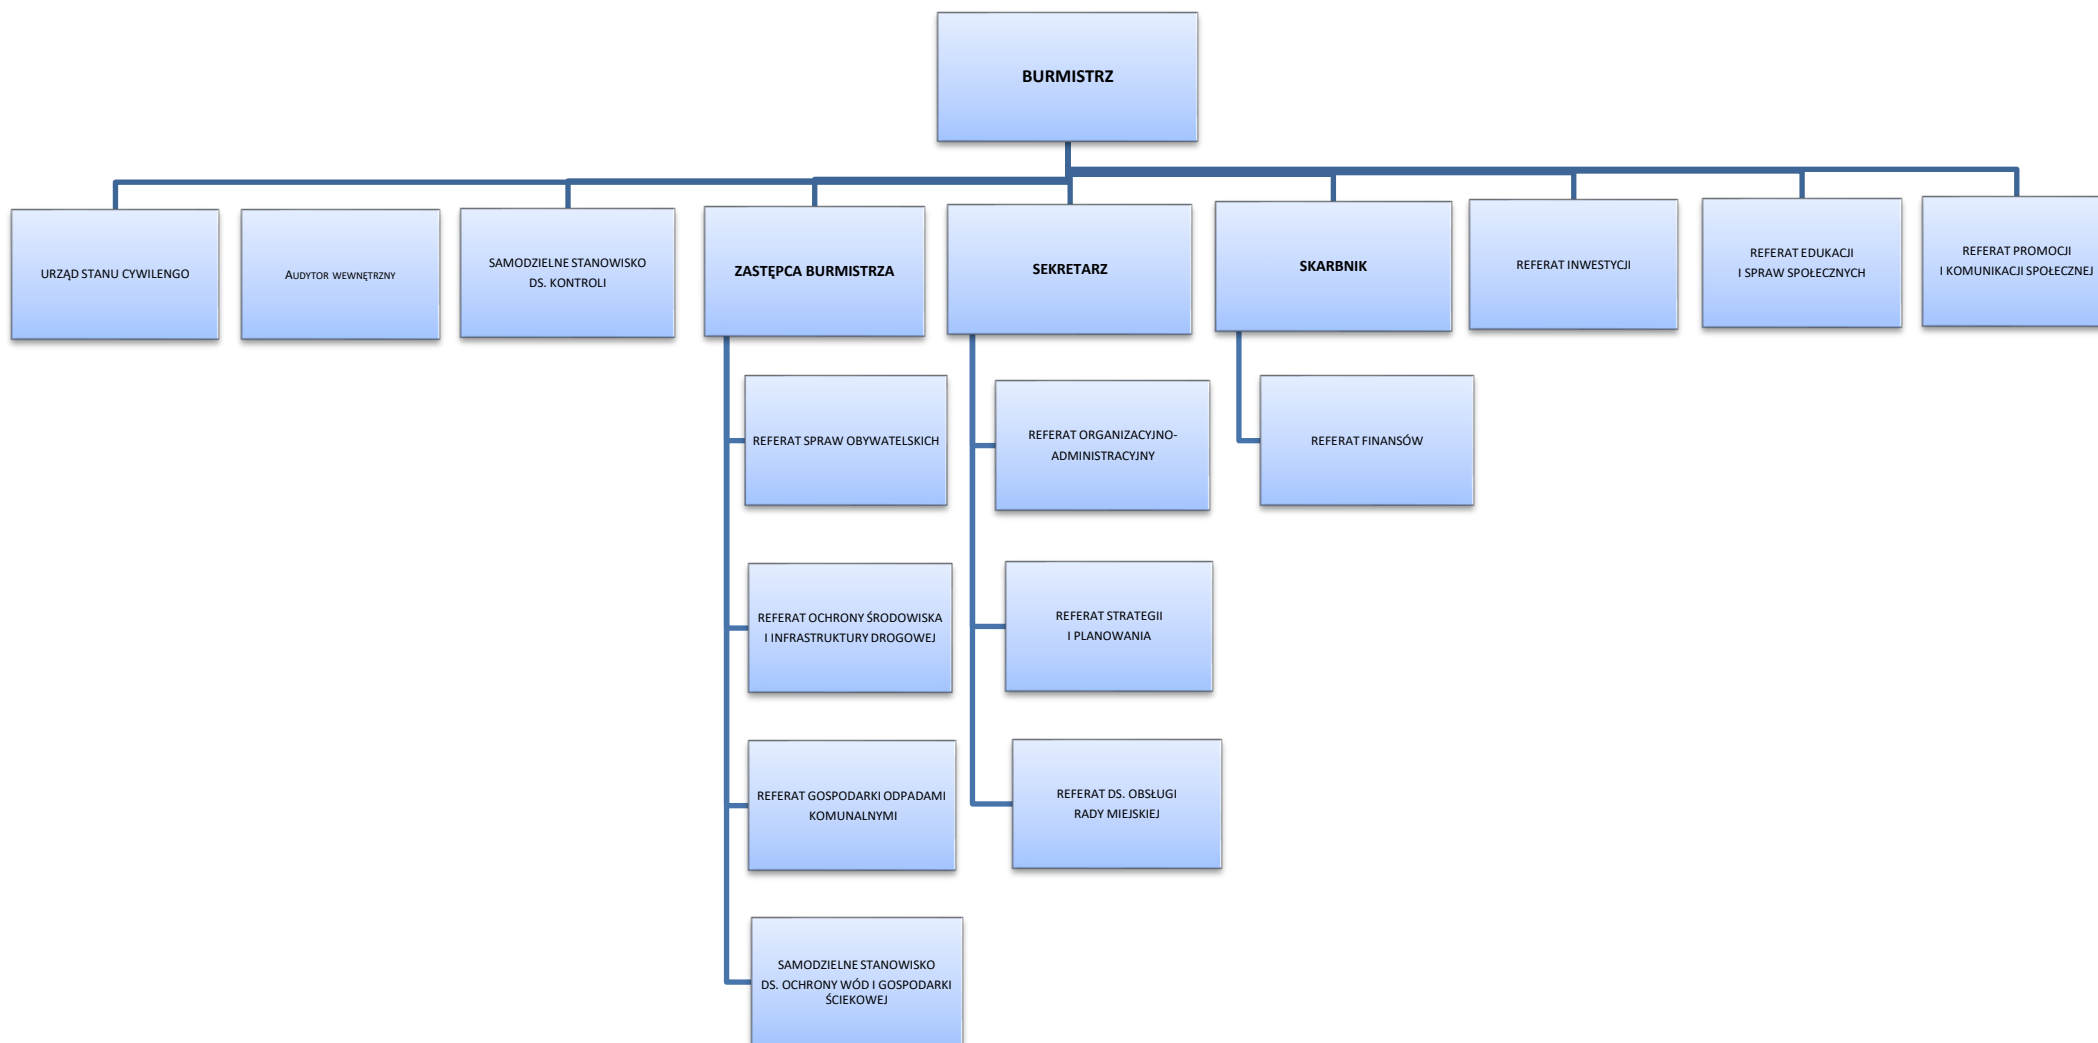 BURMISTRZ
URZĄD STANU CYWILENGO
AUDYTOR WEWNĘTRZNY
SAMODZIELNE STANOWISKO
DS. KONTROLI
ZASTĘPCA BURMISTRZA
SEKRETARZ
SKARBNIK
REFERAT INWESTYCJI
REFERAT EDUKACJI
I SPRAW SPOŁECZNYCH
REFERAT PROMOCJI
I KOMUNIKACJI SPOŁECZNEJ
REFERAT SPRAW OBYWATELSKICH
REFERAT ORGANIZACYJNO-
ADMINISTRACYJNY
REFERAT FINANSÓW
REFERAT OCHRONY ŚRODOWISKA
I INFRASTRUKTURY DROGOWEJ
REFERAT STRATEGII
I PLANOWANIA
REFERAT GOSPODARKI ODPADAMI
KOMUNALNYMI
REFERAT DS. OBSŁUGI
RADY MIEJSKIEJ
SAMODZIELNE STANOWISKO
DS. OCHRONY WÓD I GOSPODARKI
ŚCIEKOWEJ